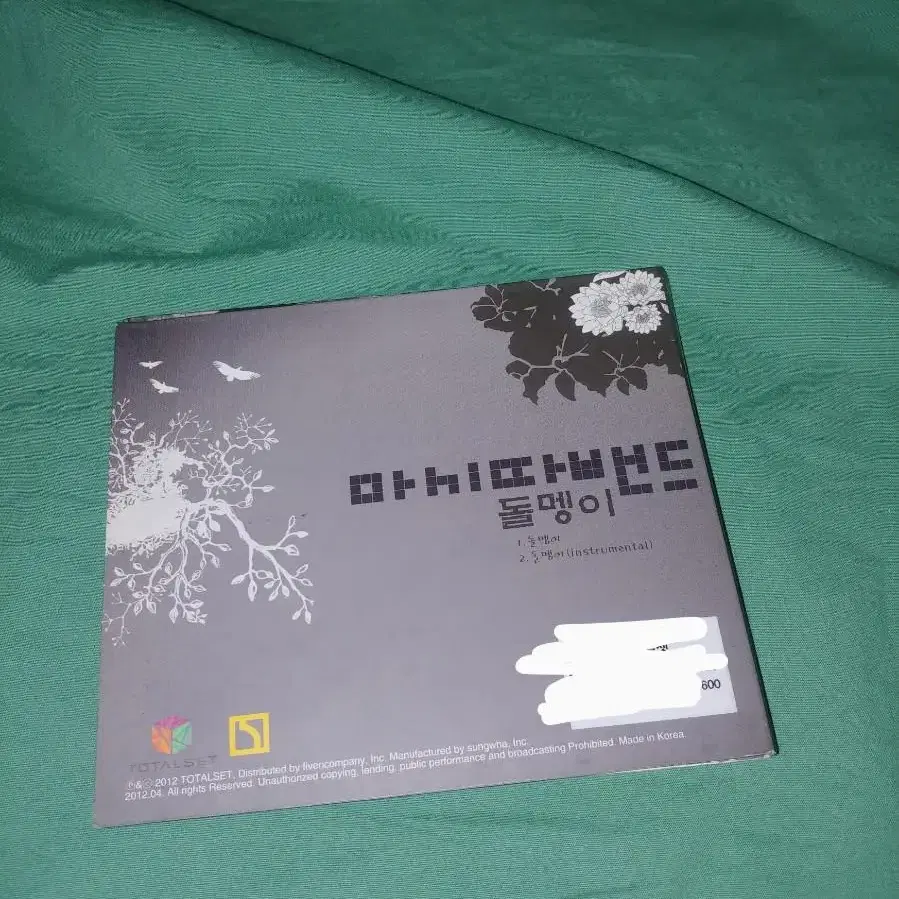 마시따밴드
돌멩이
1. 돌멩이
2. 돌멩이(instrumental)
600
TOTALSET
℗&© 2012 TOTALSET, Distributed by fivencompany, Inc. Manufactured by sungwha, Inc.
2012.04. All rights Reserved. Unauthorized copying, lending, public performance and broadcasting Prohibited. Made in Korea